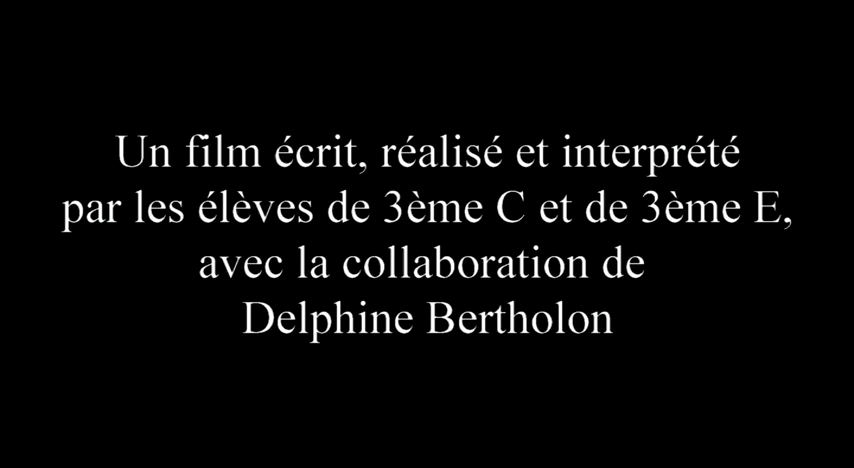 Un film écrit, réalisé et interprété
par les élèves de 3ème C et de 3ème E,
avec la collaboration de
Delphine Bertholon